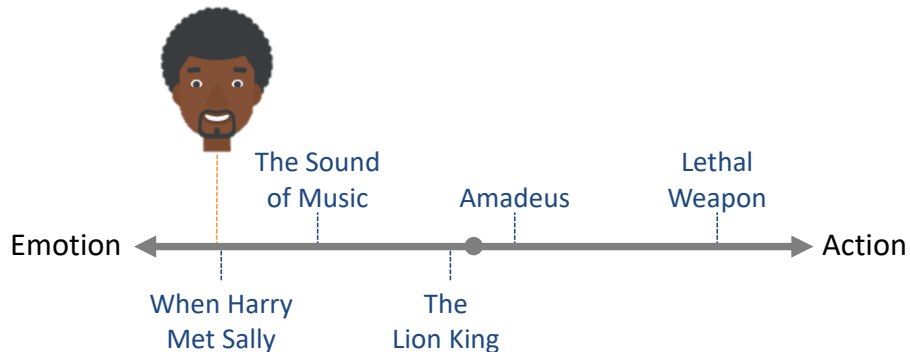 The Sound
of Music
Amadeus
Lethal
Weapon
Emotion
Action
When Harry
Met Sally
The
Lion King